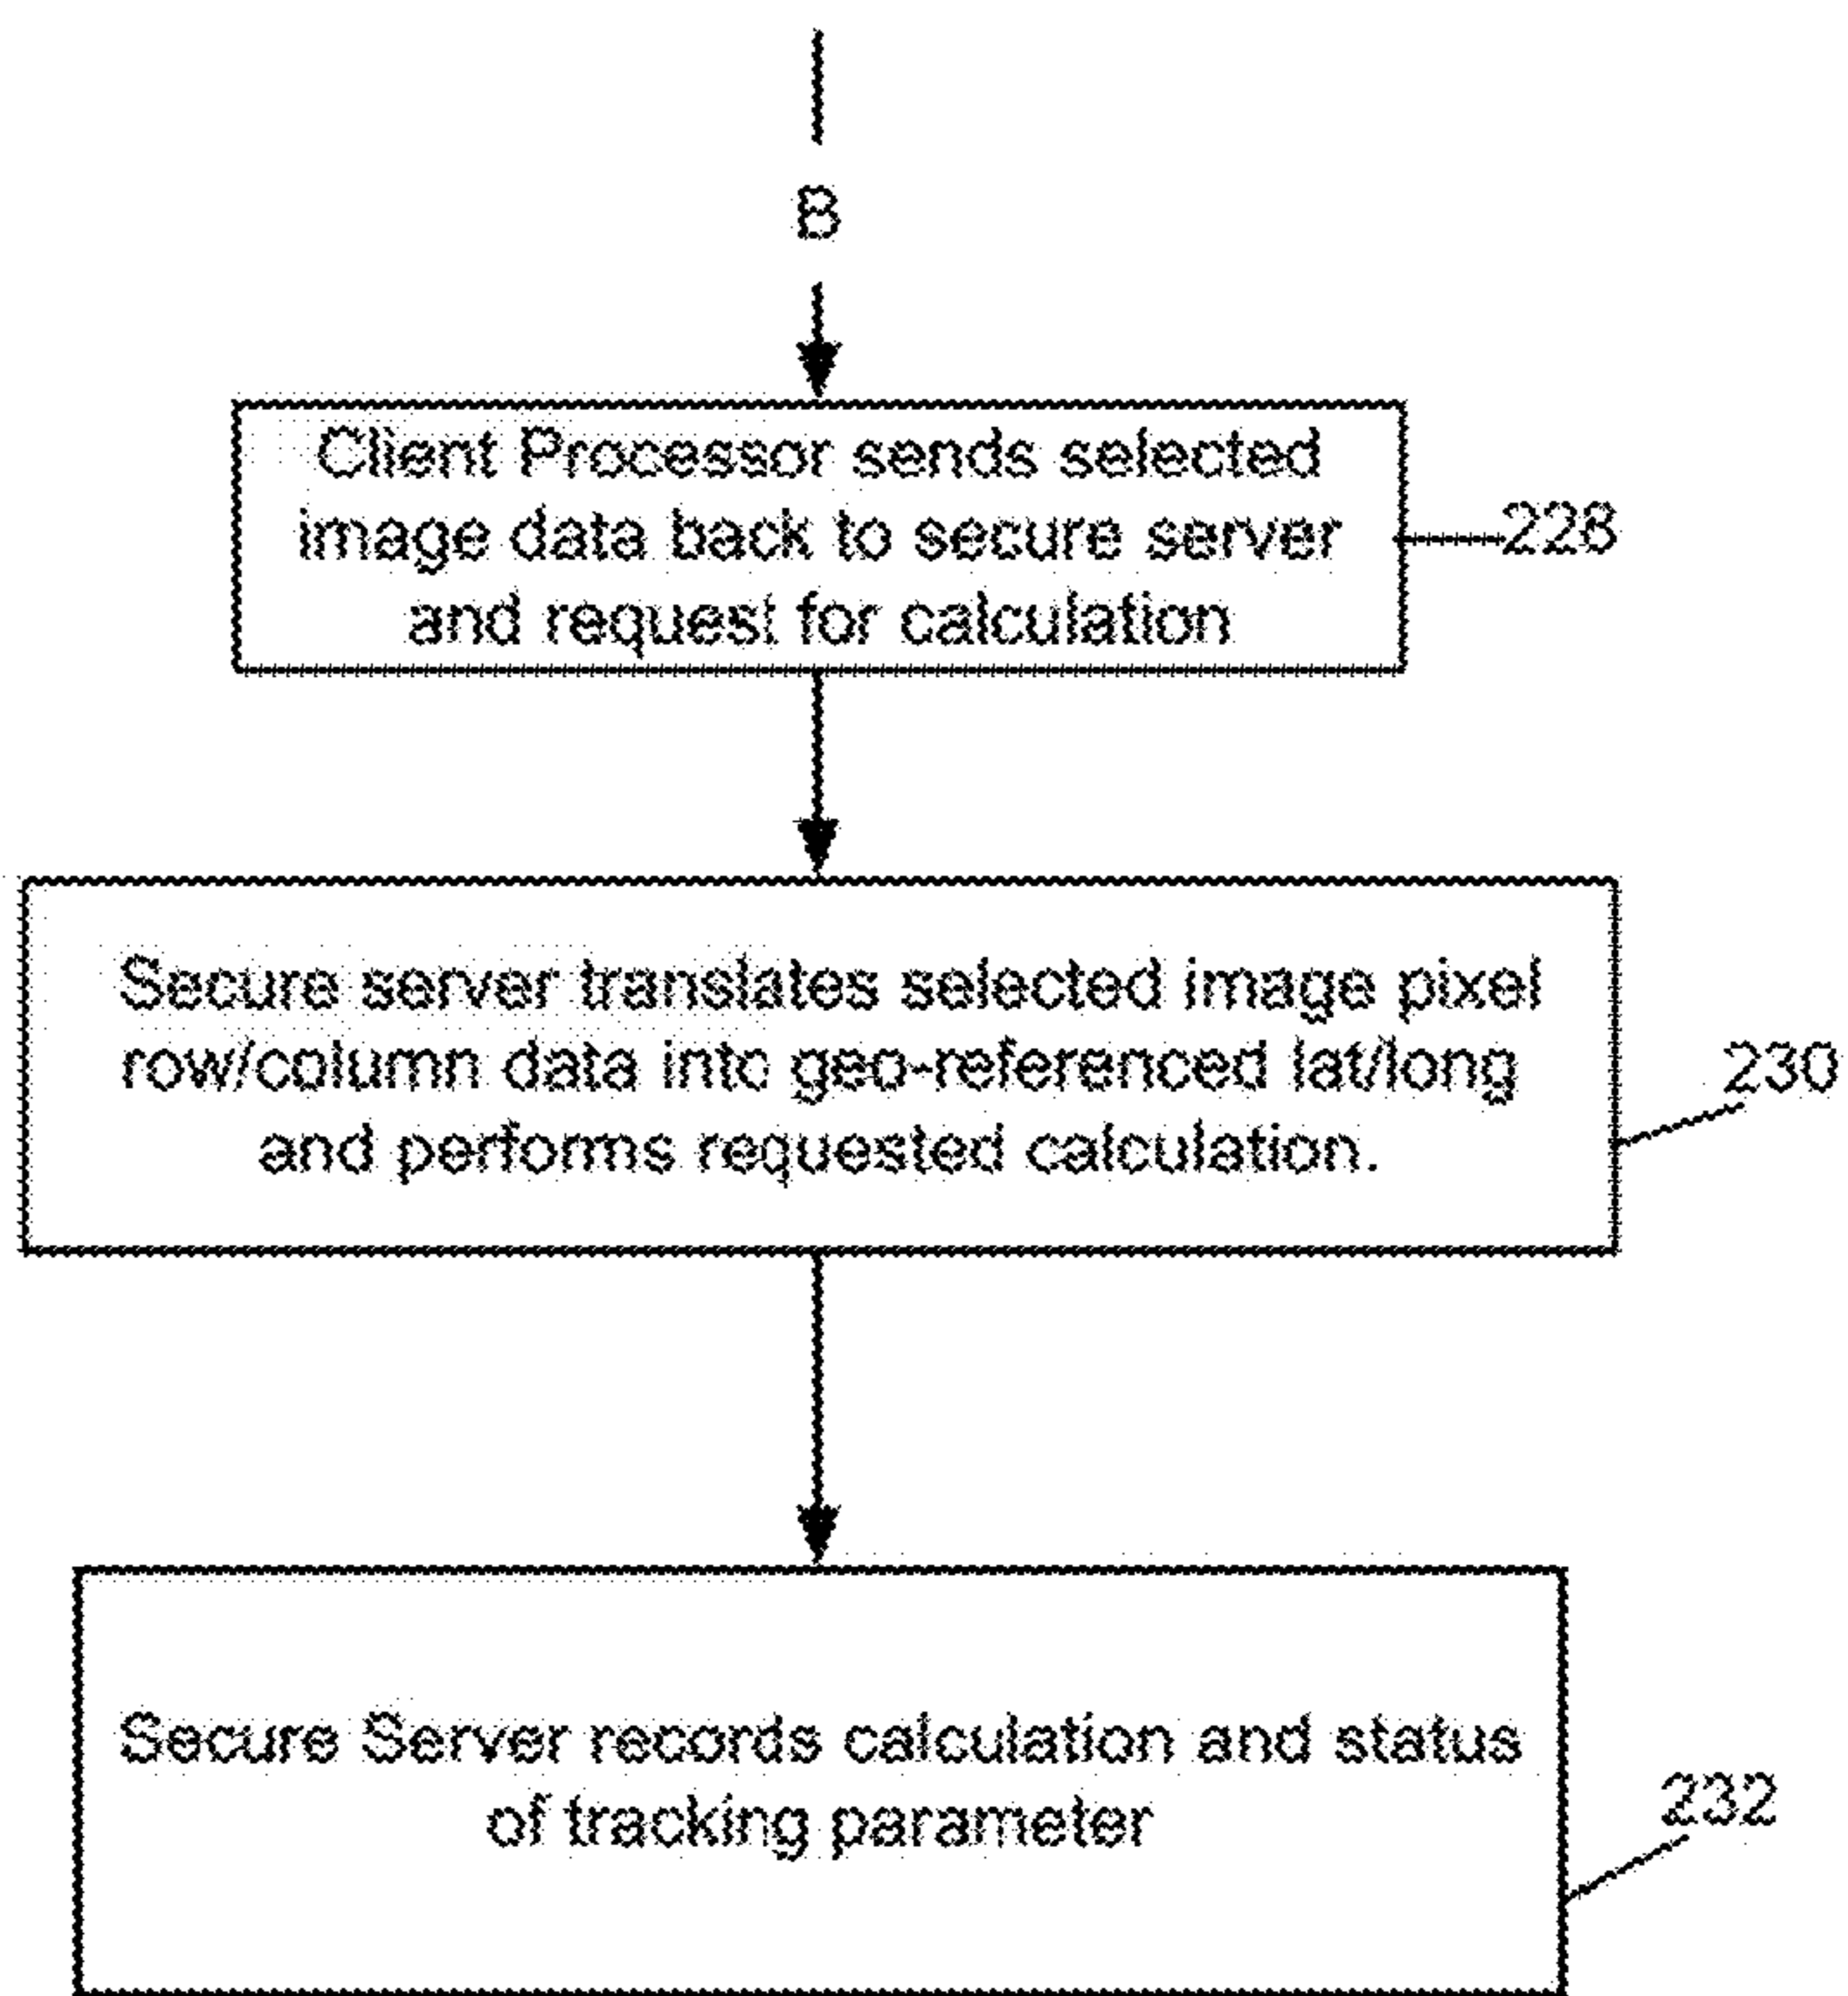 B
Client Processor sends selected
image data back to secure server
and request for calculation
228
Secure server translates selected image pixel
row/column data into geo-referenced lat/long
and performs requested calculation.
230
Secure Server records calculation and status
of tracking parameter
232